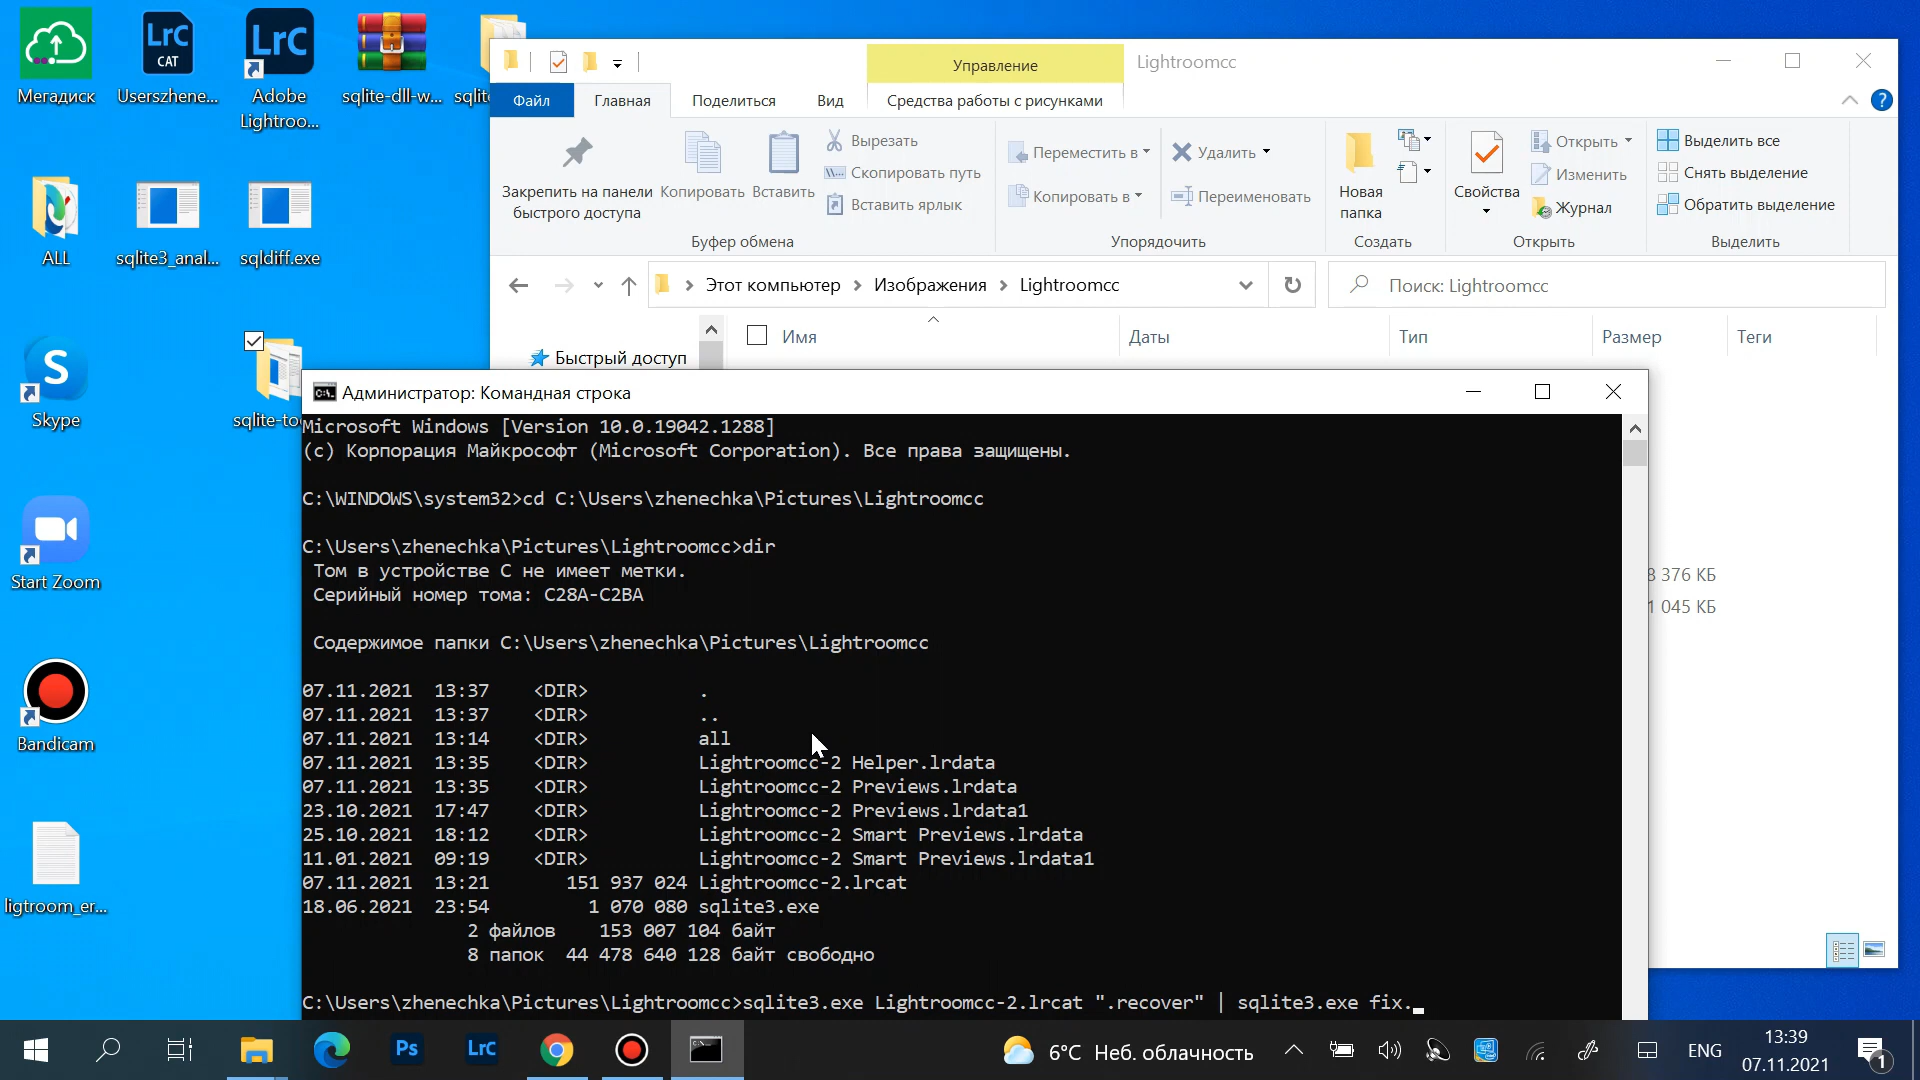 Мегадиск
LrC
CAT
Userszhene...
LrC
Adobe
Lightroo...
sqlite-dll-w...
sqlite
ALL
sqlite3_anal...
sqldiff.exe
S
Skype
sqlite-to
Start Zoom
Bandicam
ligtroom_er...
Управление
Lightroomcc
Файл
Главная
Поделиться
Вид
Средства работы с рисунками
?
Закрепить на панели
быстрого доступа
Копировать
Вставить
Вырезать
Скопировать путь
Вставить ярлык
Буфер обмена
Переместить в
Копировать в
Удалить
Переименовать
Упорядочить
Новая
папка
Создать
Свойства
Открыть
Изменить
Журнал
Открыть
Выделить все
Снять выделение
Обратить выделение
Выделить
Этот компьютер > Изображения > Lightroomcc
Поиск: Lightroomcc
Имя
Даты
Тип
Размер
Теги
Быстрый доступ
8 376 КБ
1 045 КБ
Администратор: Командная строка
Microsoft Windows [Version 10.0.19042.1288]
(c) Корпорация Майкрософт (Microsoft Corporation). Все права защищены.
C:\WINDOWS\system32>cd C:\Users\zhenechka\Pictures\Lightroomcc
C:\Users\zhenechka\Pictures\Lightroomcc>dir
Том в устройстве C не имеет метки.
Серийный номер тома: C28A-C2BA
Содержимое папки C:\Users\zhenechka\Pictures\Lightroomcc
07.11.2021  13:37    <DIR>          .
07.11.2021  13:37    <DIR>          ..
07.11.2021  13:14    <DIR>          all
07.11.2021  13:35    <DIR>          Lightroomcc-2 Helper.lrdata
07.11.2021  13:35    <DIR>          Lightroomcc-2 Previews.lrdata
23.10.2021  17:47    <DIR>          Lightroomcc-2 Previews.lrdata1
25.10.2021  18:12    <DIR>          Lightroomcc-2 Smart Previews.lrdata
11.01.2021  09:19    <DIR>          Lightroomcc-2 Smart Previews.lrdata1
07.11.2021  13:21       151 937 024 Lightroomcc-2.lrcat
18.06.2021  23:54         1 070 080 sqlite3.exe
2 файлов    153 007 104 байт
8 папок  44 478 640 128 байт свободно
C:\Users\zhenechka\Pictures\Lightroomcc>sqlite3.exe Lightroomcc-2.lrcat ".recover" | sqlite3.exe fix._
Ps
LrC
6°C Неб. облачность
ENG
13:39
07.11.2021
1